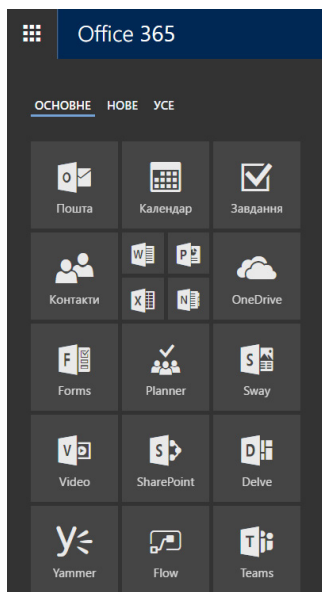 Office 365
ОСНОВНЕ НОВЕ УСЕ
Пошта Календар Завдання
W P
Контакти X N OneDrive
Forms Planner Sway
Video SharePoint Delve
Yammer Flow Teams